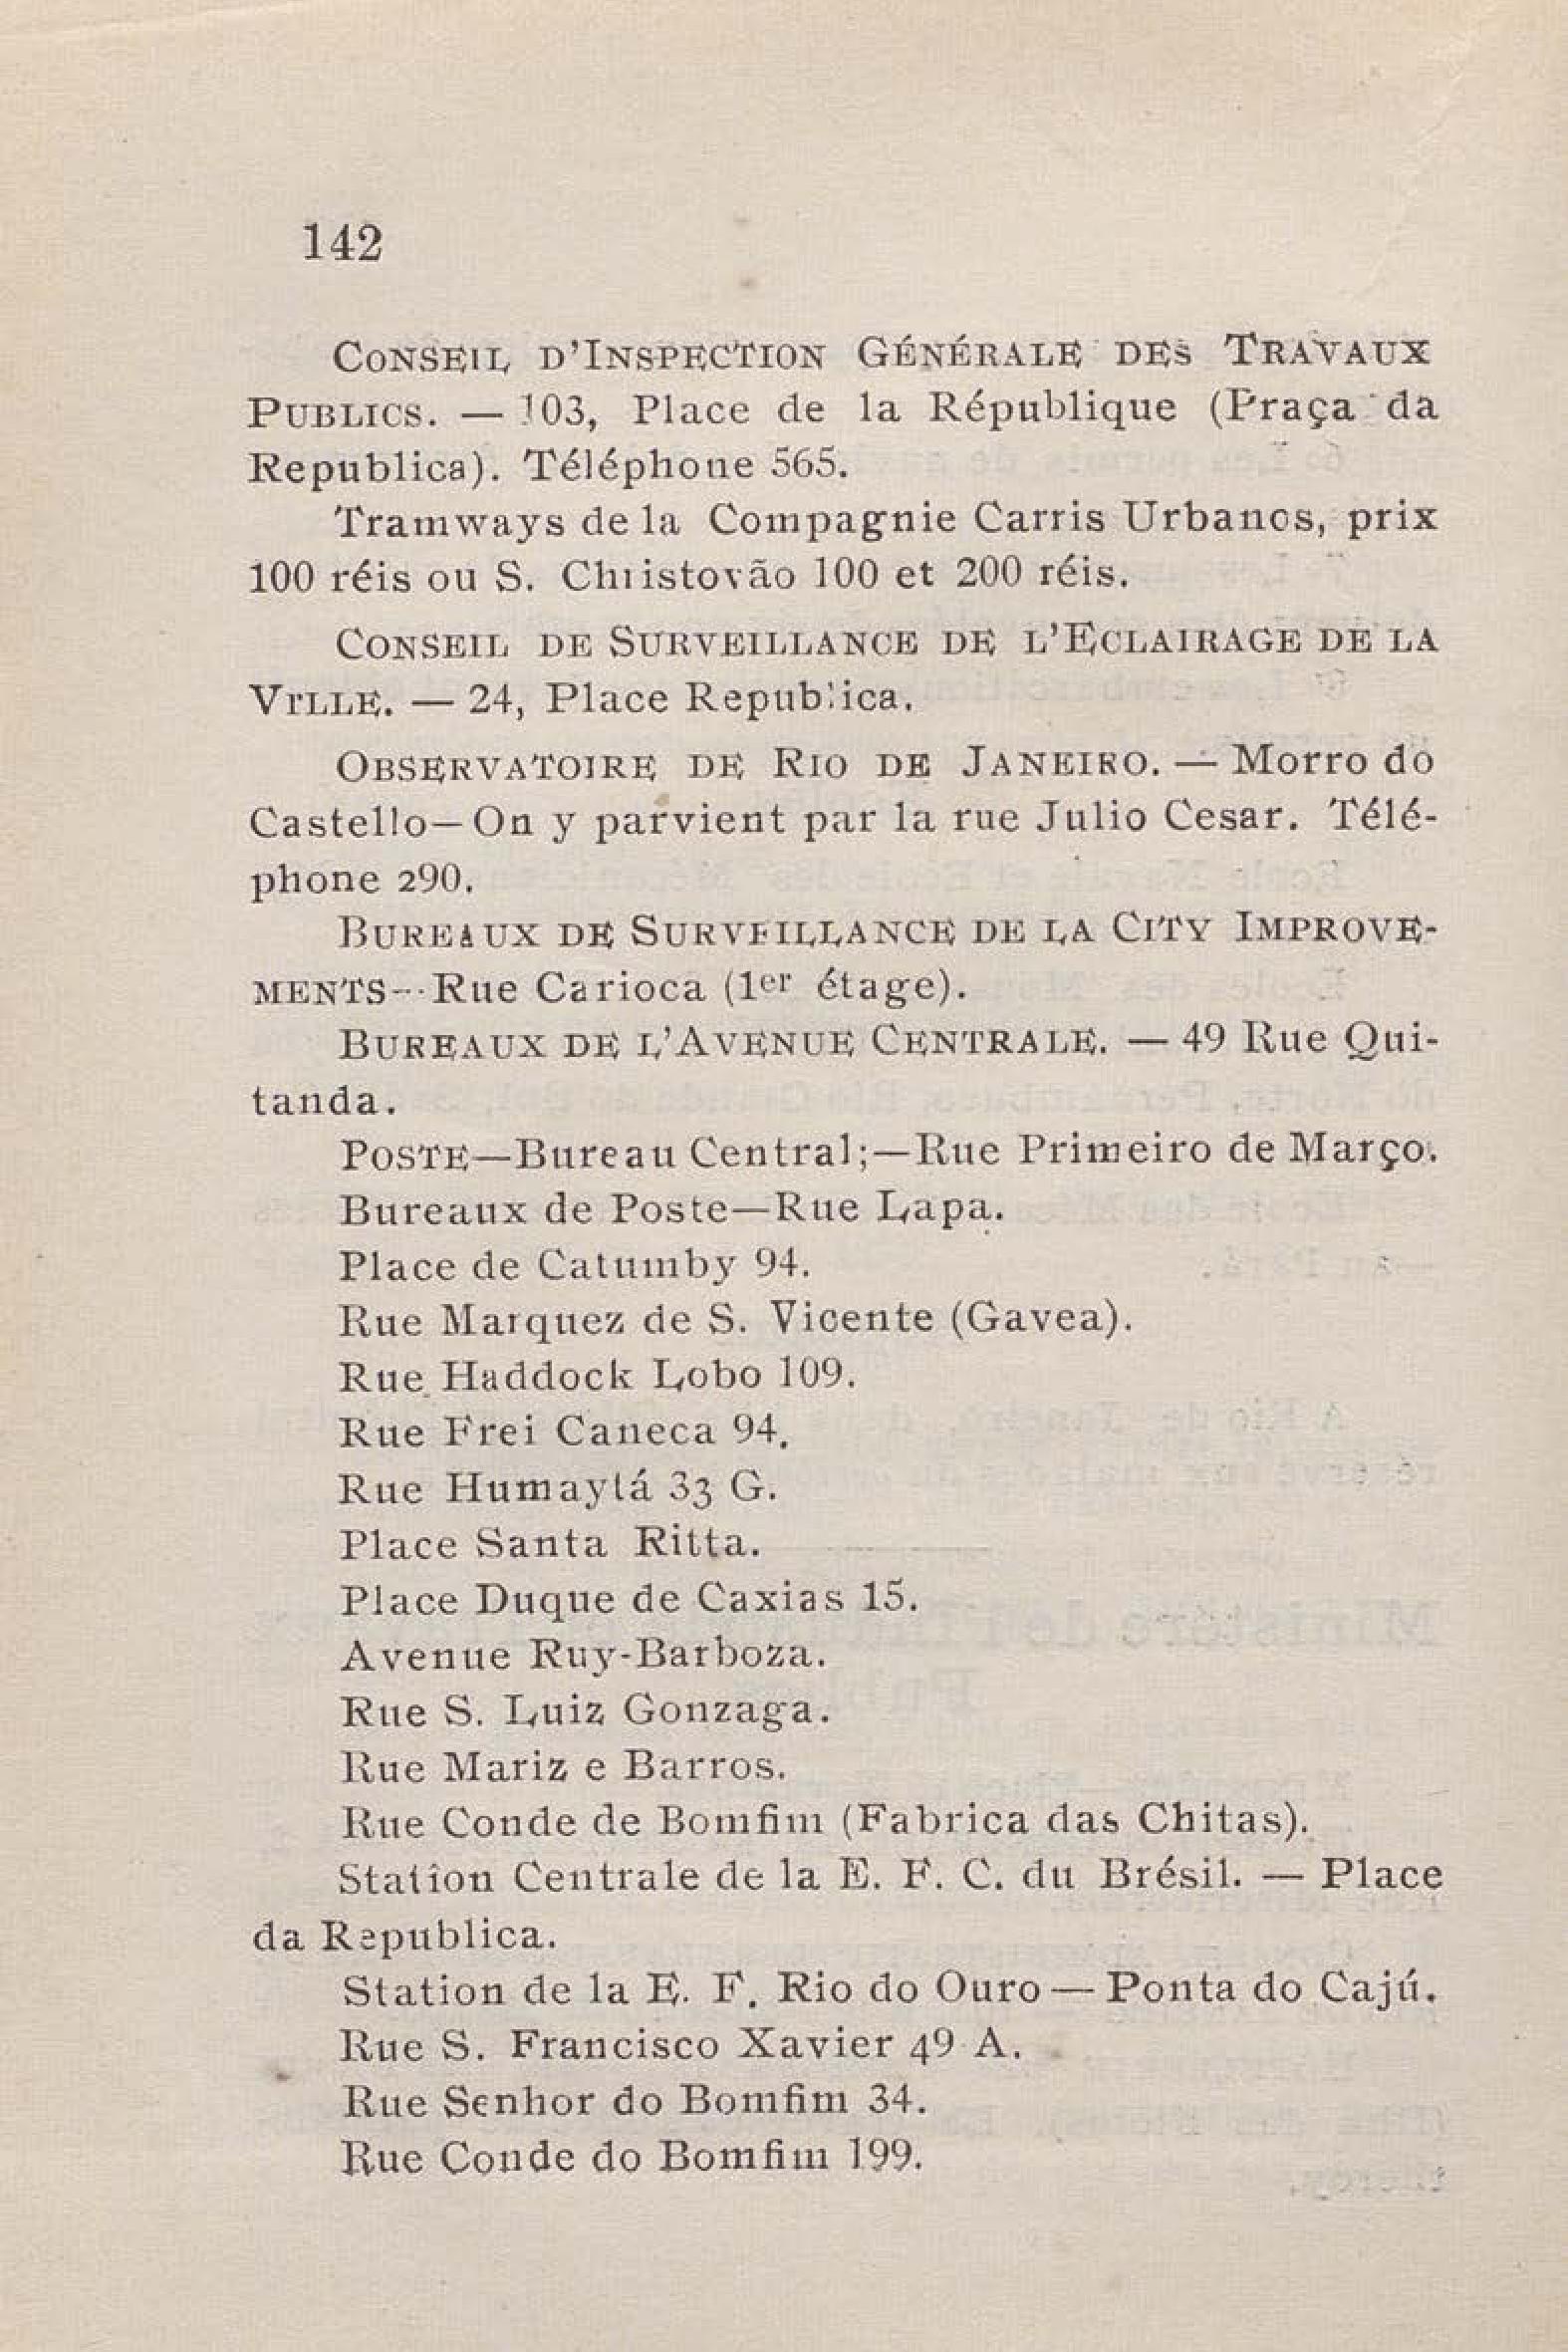 142
CONSEIL D'INSPECTION GÉNÉRALE DES TRAVAUX
PUBLICS. — 103, Place de la République (Praça da
Republica). Téléphone 565.
Tramways de la Compagnie Carris Urbanos, prix
100 réis ou S. Christovão 100 et 200 réis.
CONSEIL DE SURVEILLANCE DE L'ECLAIRAGE DE LA
VILLE. — 24, Place Republica.
OBSERVATOIRE DE RIO DE JANEIRO. — Morro do
Castello—On y parvient par la rue Julio Cesar. Télé-
phone 290.
BUREAUX DE SURVEILLANCE DE LA CITY IMPROVE-
MENTS--Rue Carioca (1er étage).
BUREAUX DE L'AVENUE CENTRALE. — 49 Rue Qui-
tanda.
POSTE—Bureau Central;—Rue Primeiro de Março.
Bureaux de Poste—Rue Lapa.
Place de Catumby 94.
Rue Marquez de S. Vicente (Gavea).
Rue Haddock Lobo 109.
Rue Frei Caneca 94.
Rue Humaytá 33 G.
Place Santa Ritta.
Place Duque de Caxias 15.
Avenue Ruy-Barboza.
Rue S. Luiz Gonzaga.
Rue Mariz e Barros.
Rue Conde de Bomfim (Fabrica das Chitas).
Station Centrale de la E. F. C. du Brésil. — Place
da Republica.
Station de la E. F. Rio do Ouro — Ponta do Cajú.
Rue S. Francisco Xavier 49 A.
Rue Senhor do Bomfim 34.
Rue Conde do Bomfim 199.